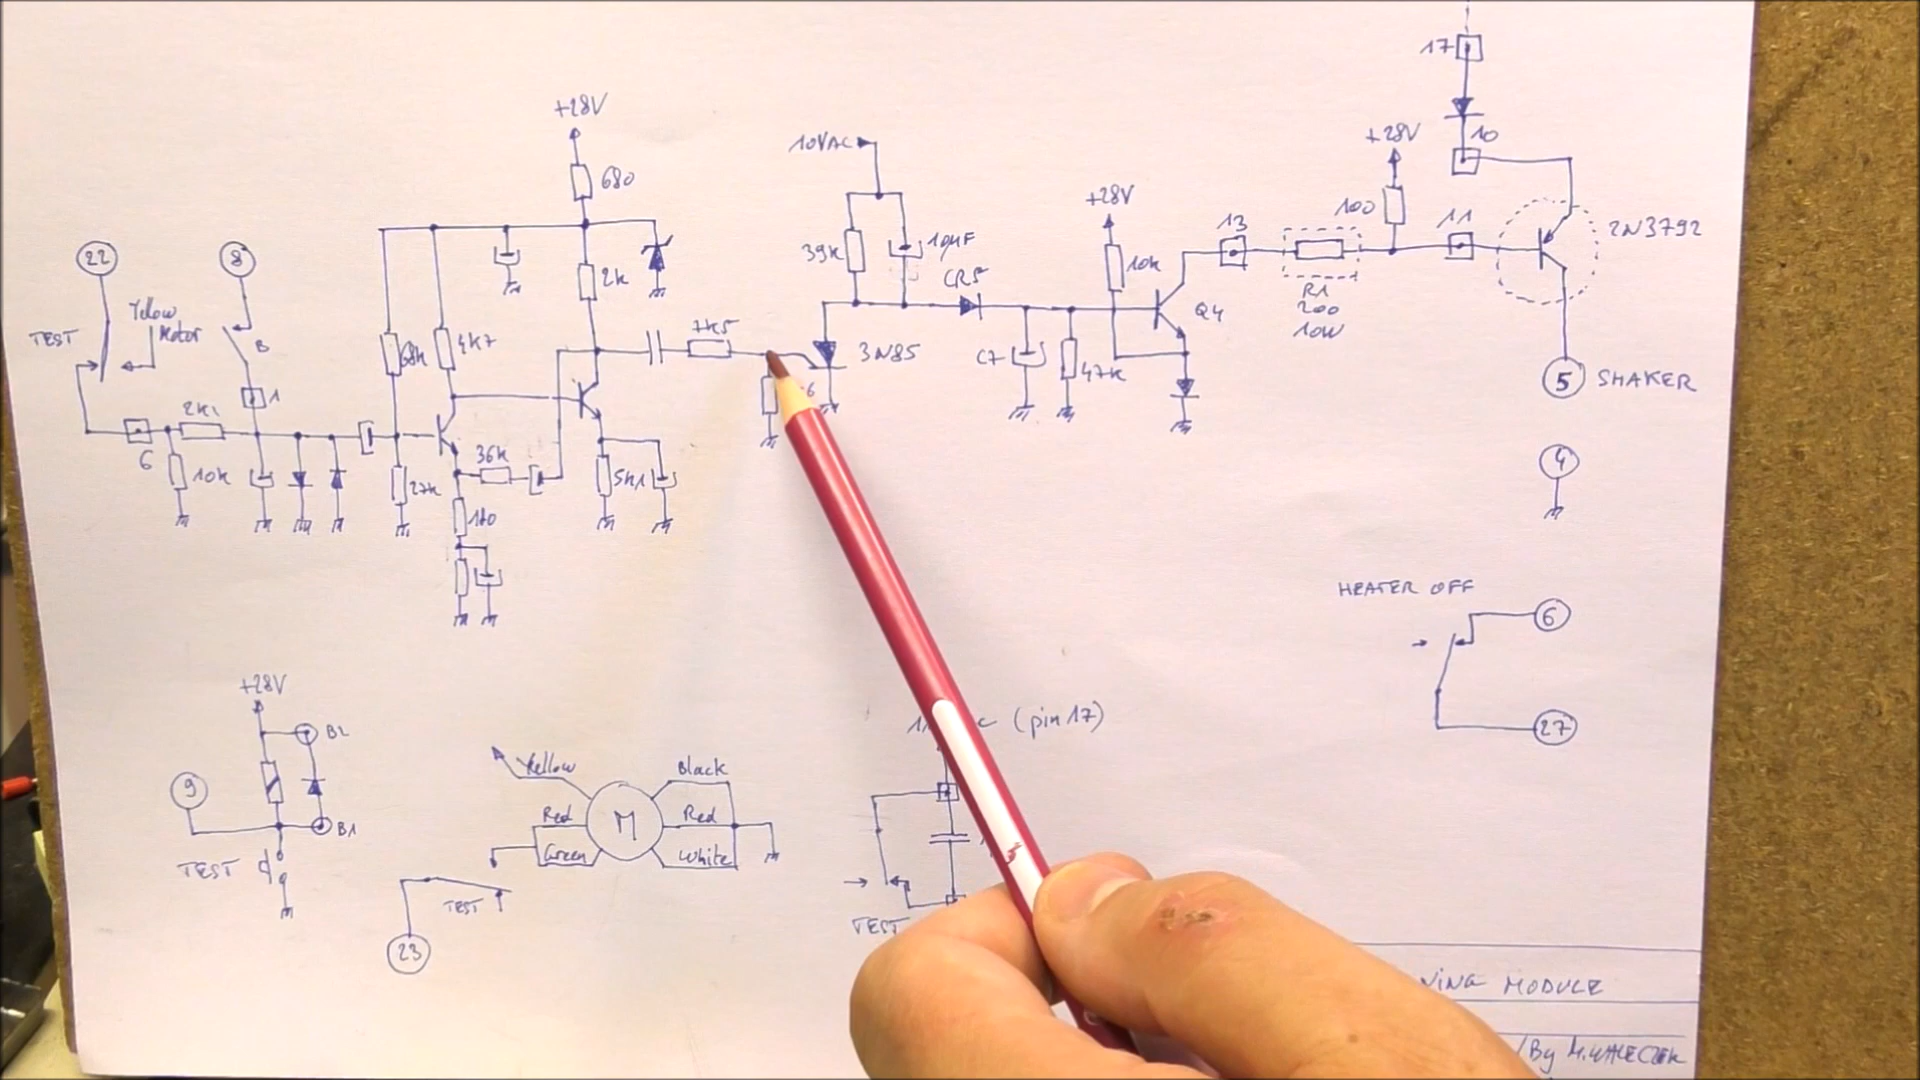 17
+28V
10VAC
+28V
10
680
+28V
100
13
11
2N3792
22
8
39k
10µF
10k
2k
CR5
Yellow
Motor
TEST
B
R1
200
10W
Q4
7k5
3N85
68k
4k7
C7
47k
5
SHAKER
1
2k1
6
10k
27k
36k
5k1
4
180
HEATER OFF
6
27
+28V
B2
(pin 17)
Yellow
Black
9
Red
M
Red
B1
Green
White
TEST
TEST
TEST
23
NING MODULE
/By M.WALECZEK